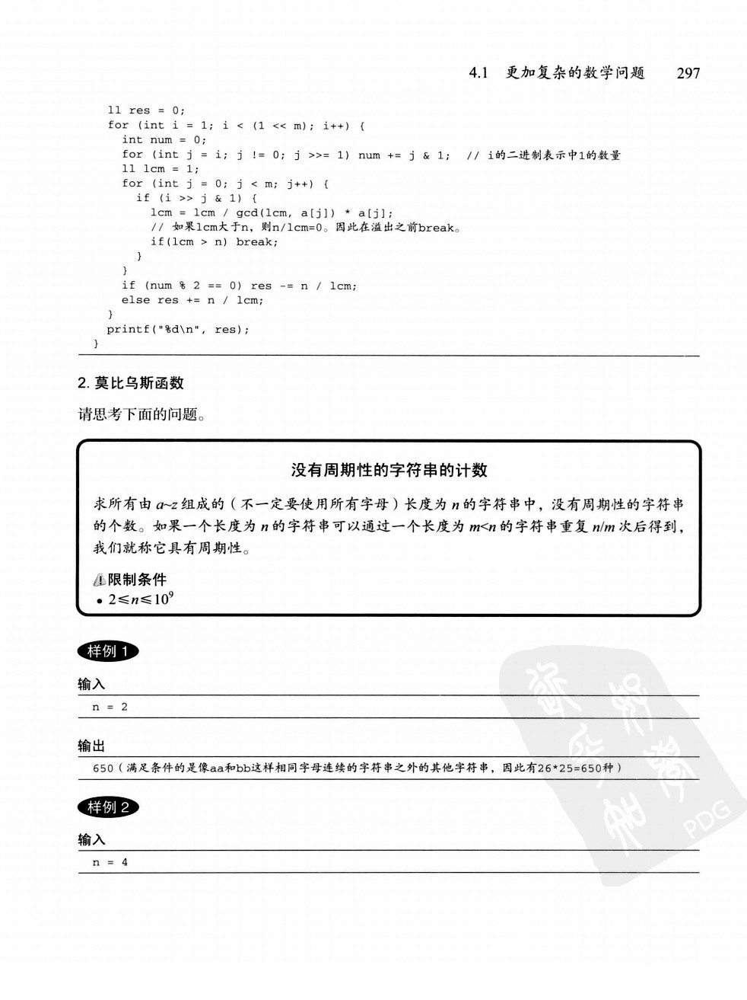 4.1 更加复杂的数学问题 297
ll res = 0;
for (int i = 1; i < (1 << m); i++) {
int num = 0;
for (int j = i; j != 0; j >>= 1) num += j & 1; // i的二进制表示中1的数量
ll lcm = 1;
for (int j = 0; j < m; j++) {
if (i >> j & 1) {
lcm = lcm / gcd(lcm, a[j]) * a[j];
// 如果lcm大于n，则n/lcm=0。因此在溢出之前break。
if(lcm > n) break;
}
}
if (num % 2 == 0) res -= n / lcm;
else res += n / lcm;
}
printf("%d\n", res);
}
2. 莫比乌斯函数
请思考下面的问题。
没有周期性的字符串的计数
求所有由 a~z 组成的（不一定要使用所有字母）长度为 n 的字符串中，没有周期性的字符串
的个数。如果一个长度为 n 的字符串可以通过一个长度为 m<n 的字符串重复 n/m 次后得到，
我们就称它具有周期性。
限制条件
• 2≤n≤10⁹
样例 1
输入
n = 2
输出
650（满足条件的是像aa和bb这样相同字母连续的字符串之外的其他字符串，因此有26*25=650种）
样例 2
输入
n = 4
PDG